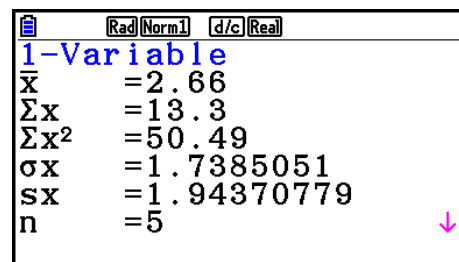 Rad Norm1 d/c Real
1-Variable
x̄ =2.66
Σx =13.3
Σx² =50.49
σx =1.7385051
sx =1.94370779
n =5 ↓